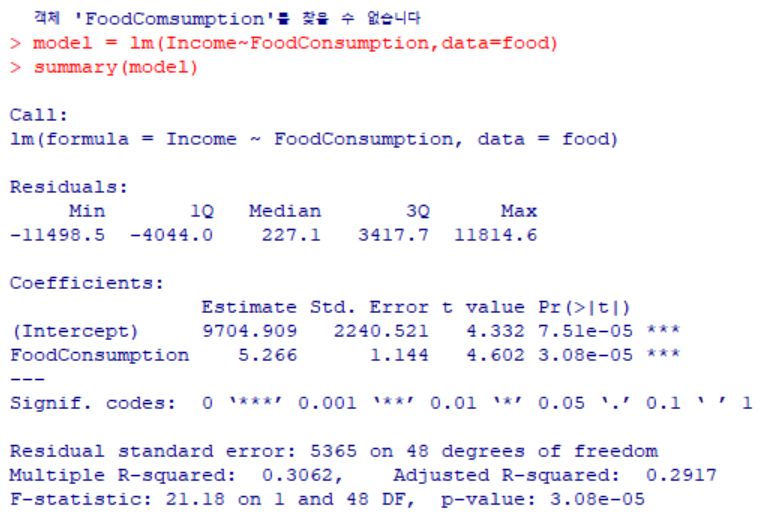 객체 'FoodComsumption'를 찾을 수 없습니다
> model = lm(Income~FoodConsumption,data=food)
> summary(model)
Call:
lm(formula = Income ~ FoodConsumption, data = food)
Residuals:
Min 1Q Median 3Q Max
-11498.5 -4044.0 227.1 3417.7 11814.6
Coefficients:
Estimate Std. Error t value Pr(>|t|)
(Intercept) 9704.909 2240.521 4.332 7.51e-05 ***
FoodConsumption 5.266 1.144 4.602 3.08e-05 ***
---
Signif. codes: 0 ‘***’ 0.001 ‘**’ 0.01 ‘*’ 0.05 ‘.’ 0.1 ‘ ’ 1
Residual standard error: 5365 on 48 degrees of freedom
Multiple R-squared: 0.3062, Adjusted R-squared: 0.2917
F-statistic: 21.18 on 1 and 48 DF, p-value: 3.08e-05